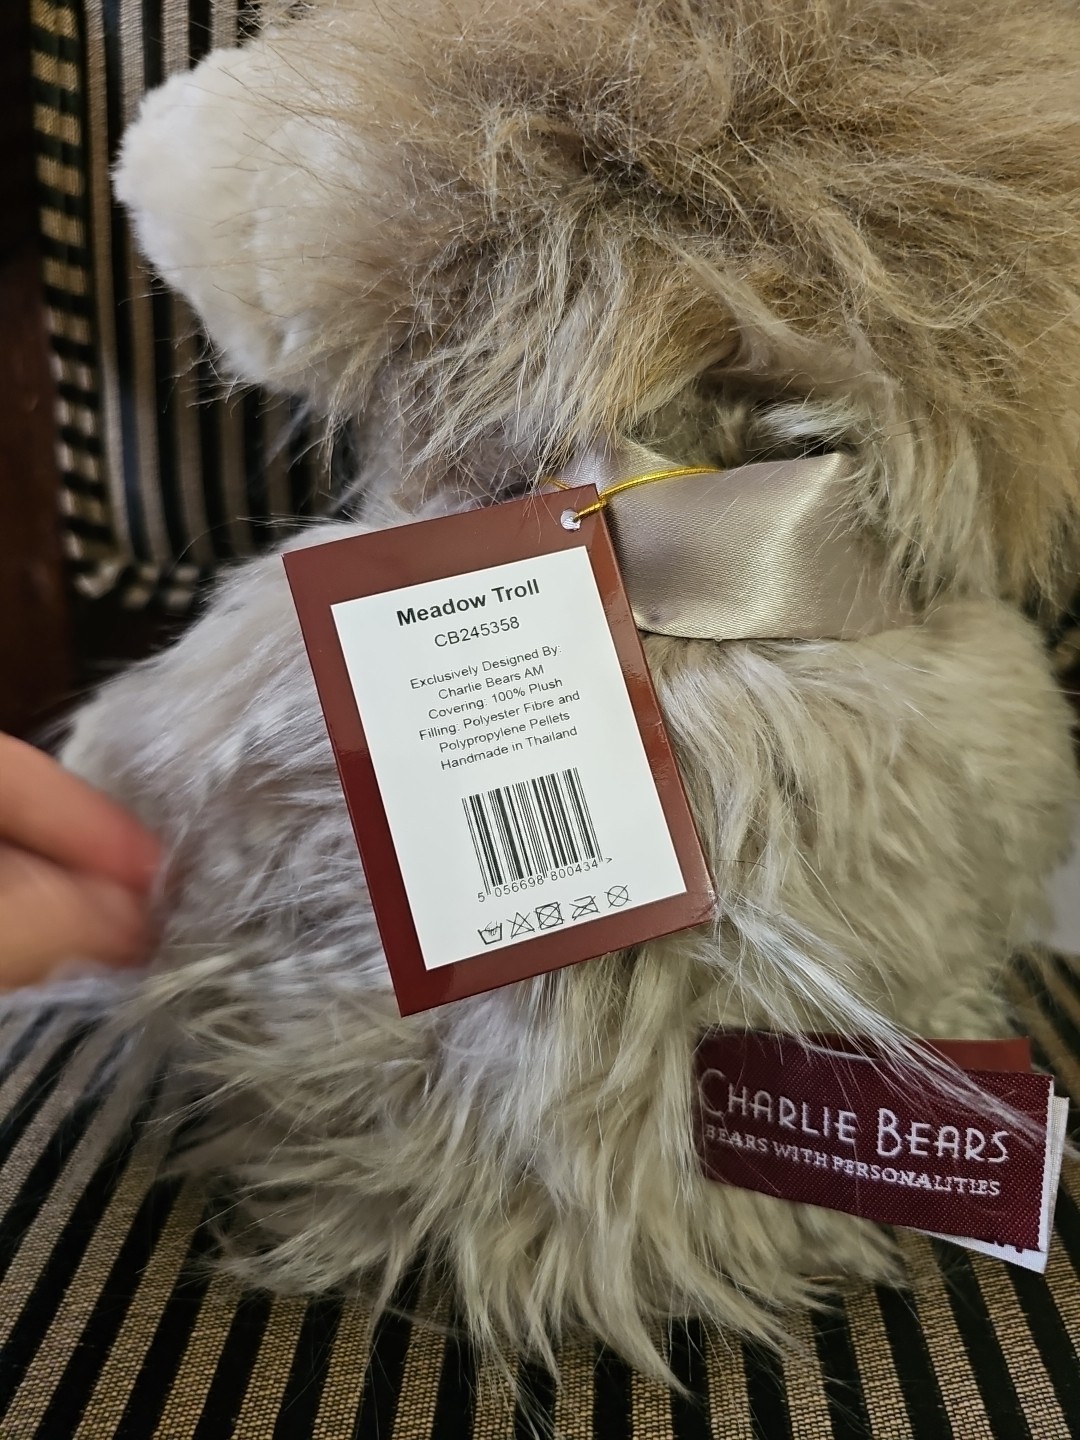 Meadow Troll
CB245358
Exclusively Designed By:
Charlie Bears AM
Covering: 100% Plush
Filling: Polyester Fibre and
Polypropylene Pellets
Handmade in Thailand
5 056698 800434 >
CHARLIE BEARS
BEARS WITH PERSONALITIES